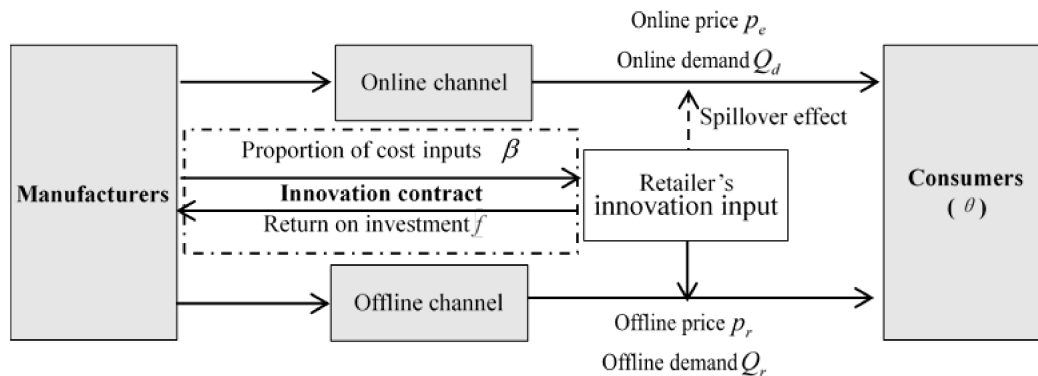 Online price p_e
Online demand Q_d
Online channel
Spillover effect
Proportion of cost inputs β
Manufacturers
Innovation contract
Return on investment f
Retailer's
innovation input
Consumers
( θ )
Offline channel
Offline price p_r
Offline demand Q_r